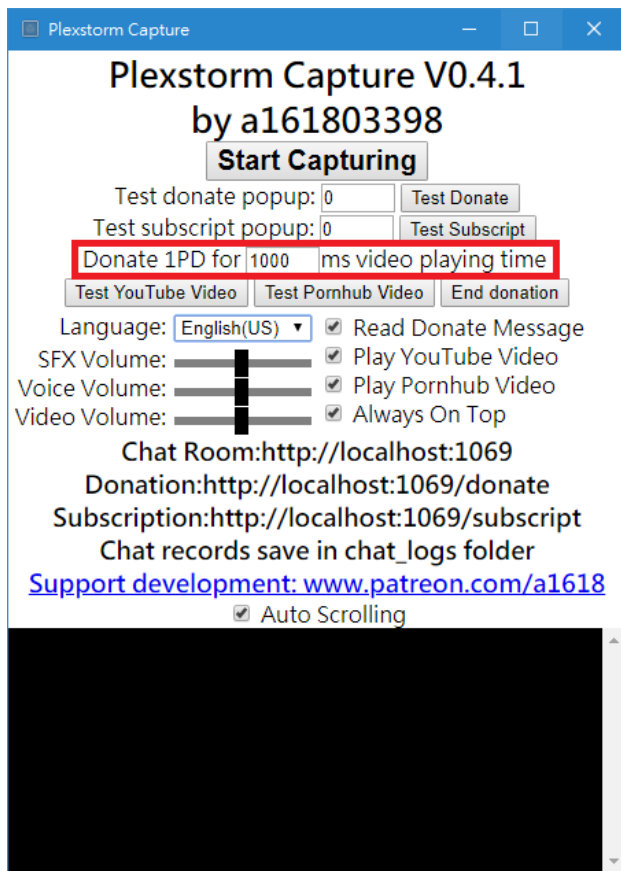 Plexstorm Capture
Plexstorm Capture V0.4.1
by a161803398
Start Capturing
Test donate popup: 0 Test Donate
Test subscript popup: 0 Test Subscript
Donate 1PD for 1000 ms video playing time
Test YouTube Video Test Pornhub Video End donation
Language: English(US) Read Donate Message
SFX Volume: Play YouTube Video
Voice Volume: Play Pornhub Video
Video Volume: Always On Top
Chat Room:http://localhost:1069
Donation:http://localhost:1069/donate
Subscription:http://localhost:1069/subscript
Chat records save in chat_logs folder
Support development: www.patreon.com/a1618
Auto Scrolling